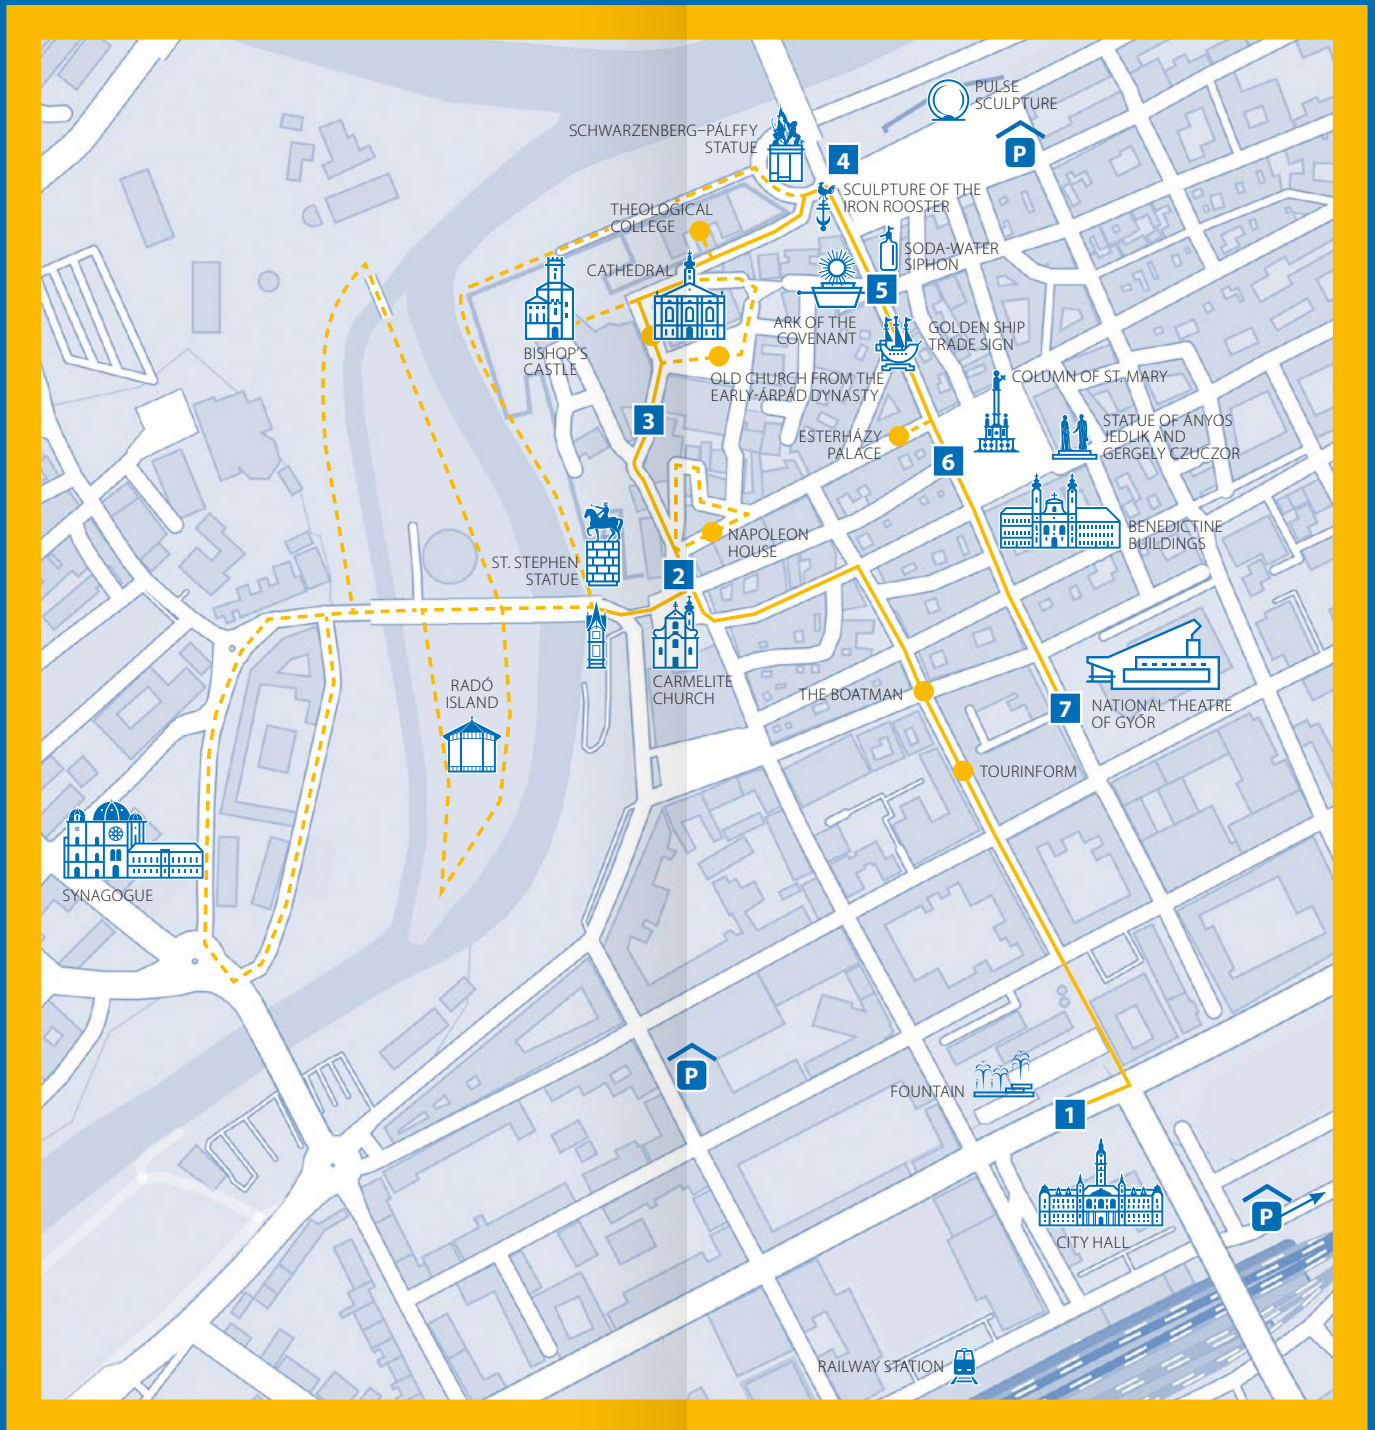 PULSE
SCULPTURE
P
SCHWARZENBERG–PÁLFFY
STATUE
4
SCULPTURE OF THE
IRON ROOSTER
THEOLOGICAL
COLLEGE
SODA-WATER
SIPHON
CATHEDRAL
5
ARK OF THE
COVENANT
GOLDEN SHIP
TRADE SIGN
BISHOP'S
CASTLE
OLD CHURCH FROM THE
EARLY-ÁRPÁD DYNASTY
COLUMN OF ST. MARY
3
STATUE OF ÁNYOS
JEDLIK AND
GERGELY CZUCZOR
ESTERHÁZY
PALACE
6
NAPOLEON
HOUSE
BENEDICTINE
BUILDINGS
ST. STEPHEN
STATUE
2
CARMELITE
CHURCH
RADÓ
ISLAND
THE BOATMAN
7
NATIONAL THEATRE
OF GYŐR
TOURINFORM
SYNAGOGUE
P
FOUNTAIN
1
P
CITY HALL
RAILWAY STATION